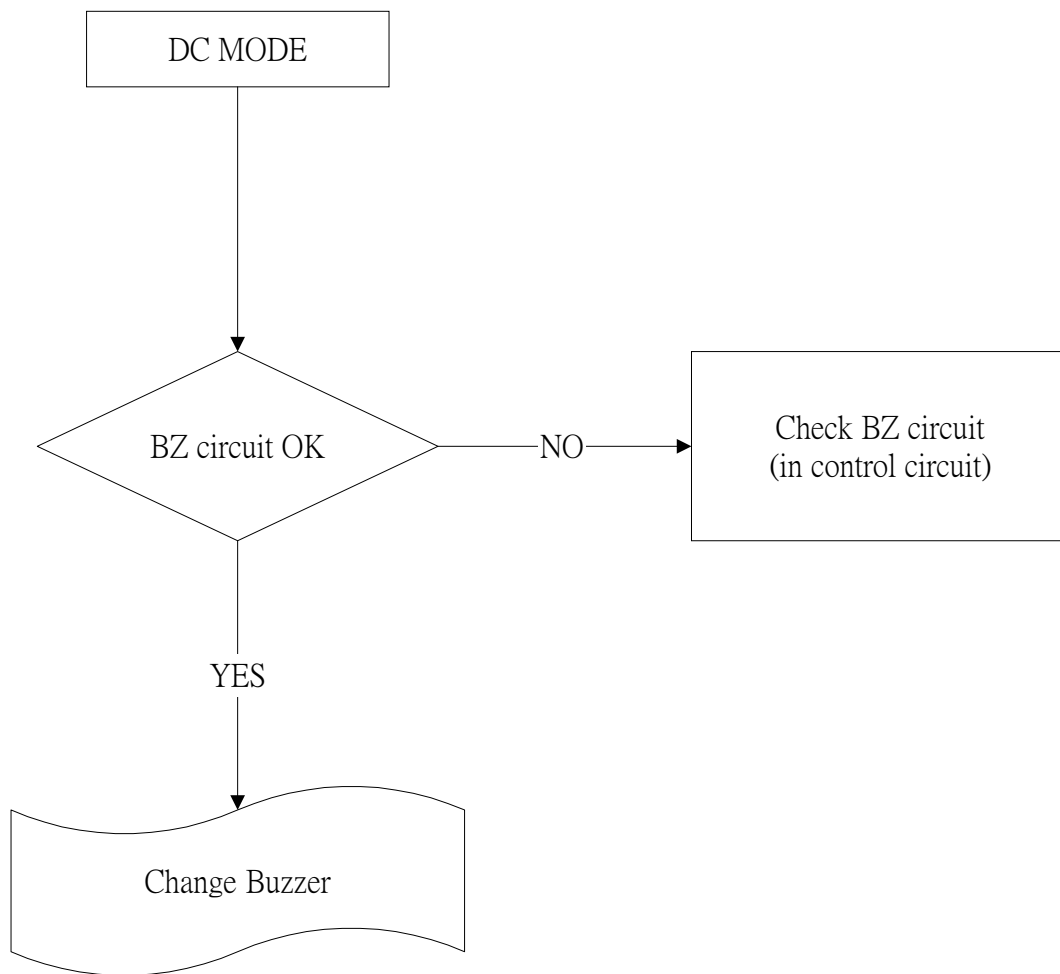 DC MODE
BZ circuit OK
NO
Check BZ circuit
(in control circuit)
YES
Change Buzzer